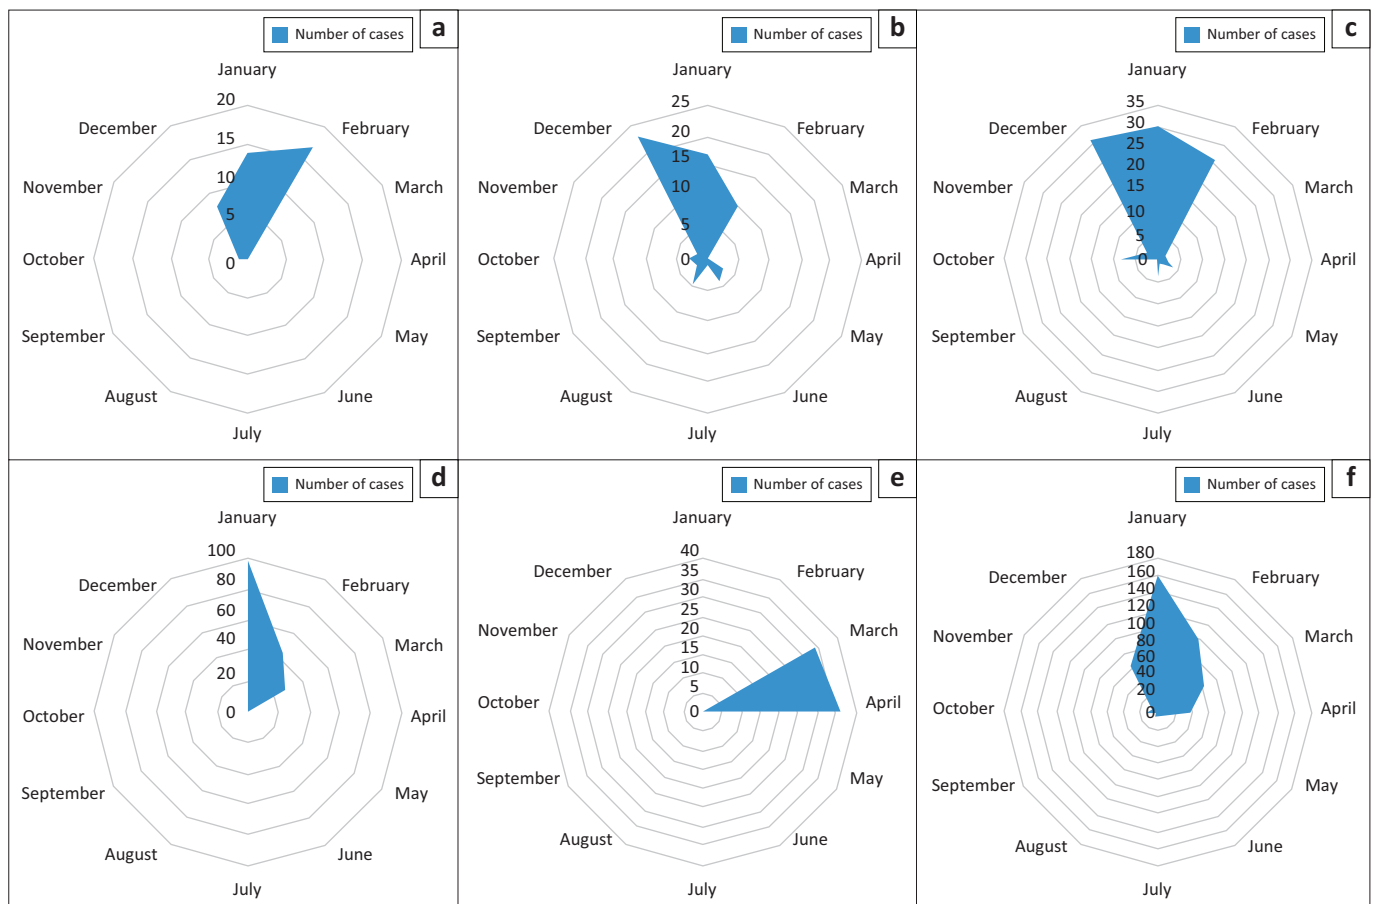 Number of cases
a
January
20
15
10
5
0
February
March
April
May
June
July
August
September
October
November
December
Number of cases
b
January
25
20
15
10
5
0
February
March
April
May
June
July
August
September
October
November
December
Number of cases
c
January
35
30
25
20
15
10
5
0
February
March
April
May
June
July
August
September
October
November
December
Number of cases
d
January
100
80
60
40
20
0
February
March
April
May
June
July
August
September
October
November
December
Number of cases
e
January
40
35
30
25
20
15
10
5
0
February
March
April
May
June
July
August
September
October
November
December
Number of cases
f
January
180
160
140
120
100
80
60
40
20
0
February
March
April
May
June
July
August
September
October
November
December